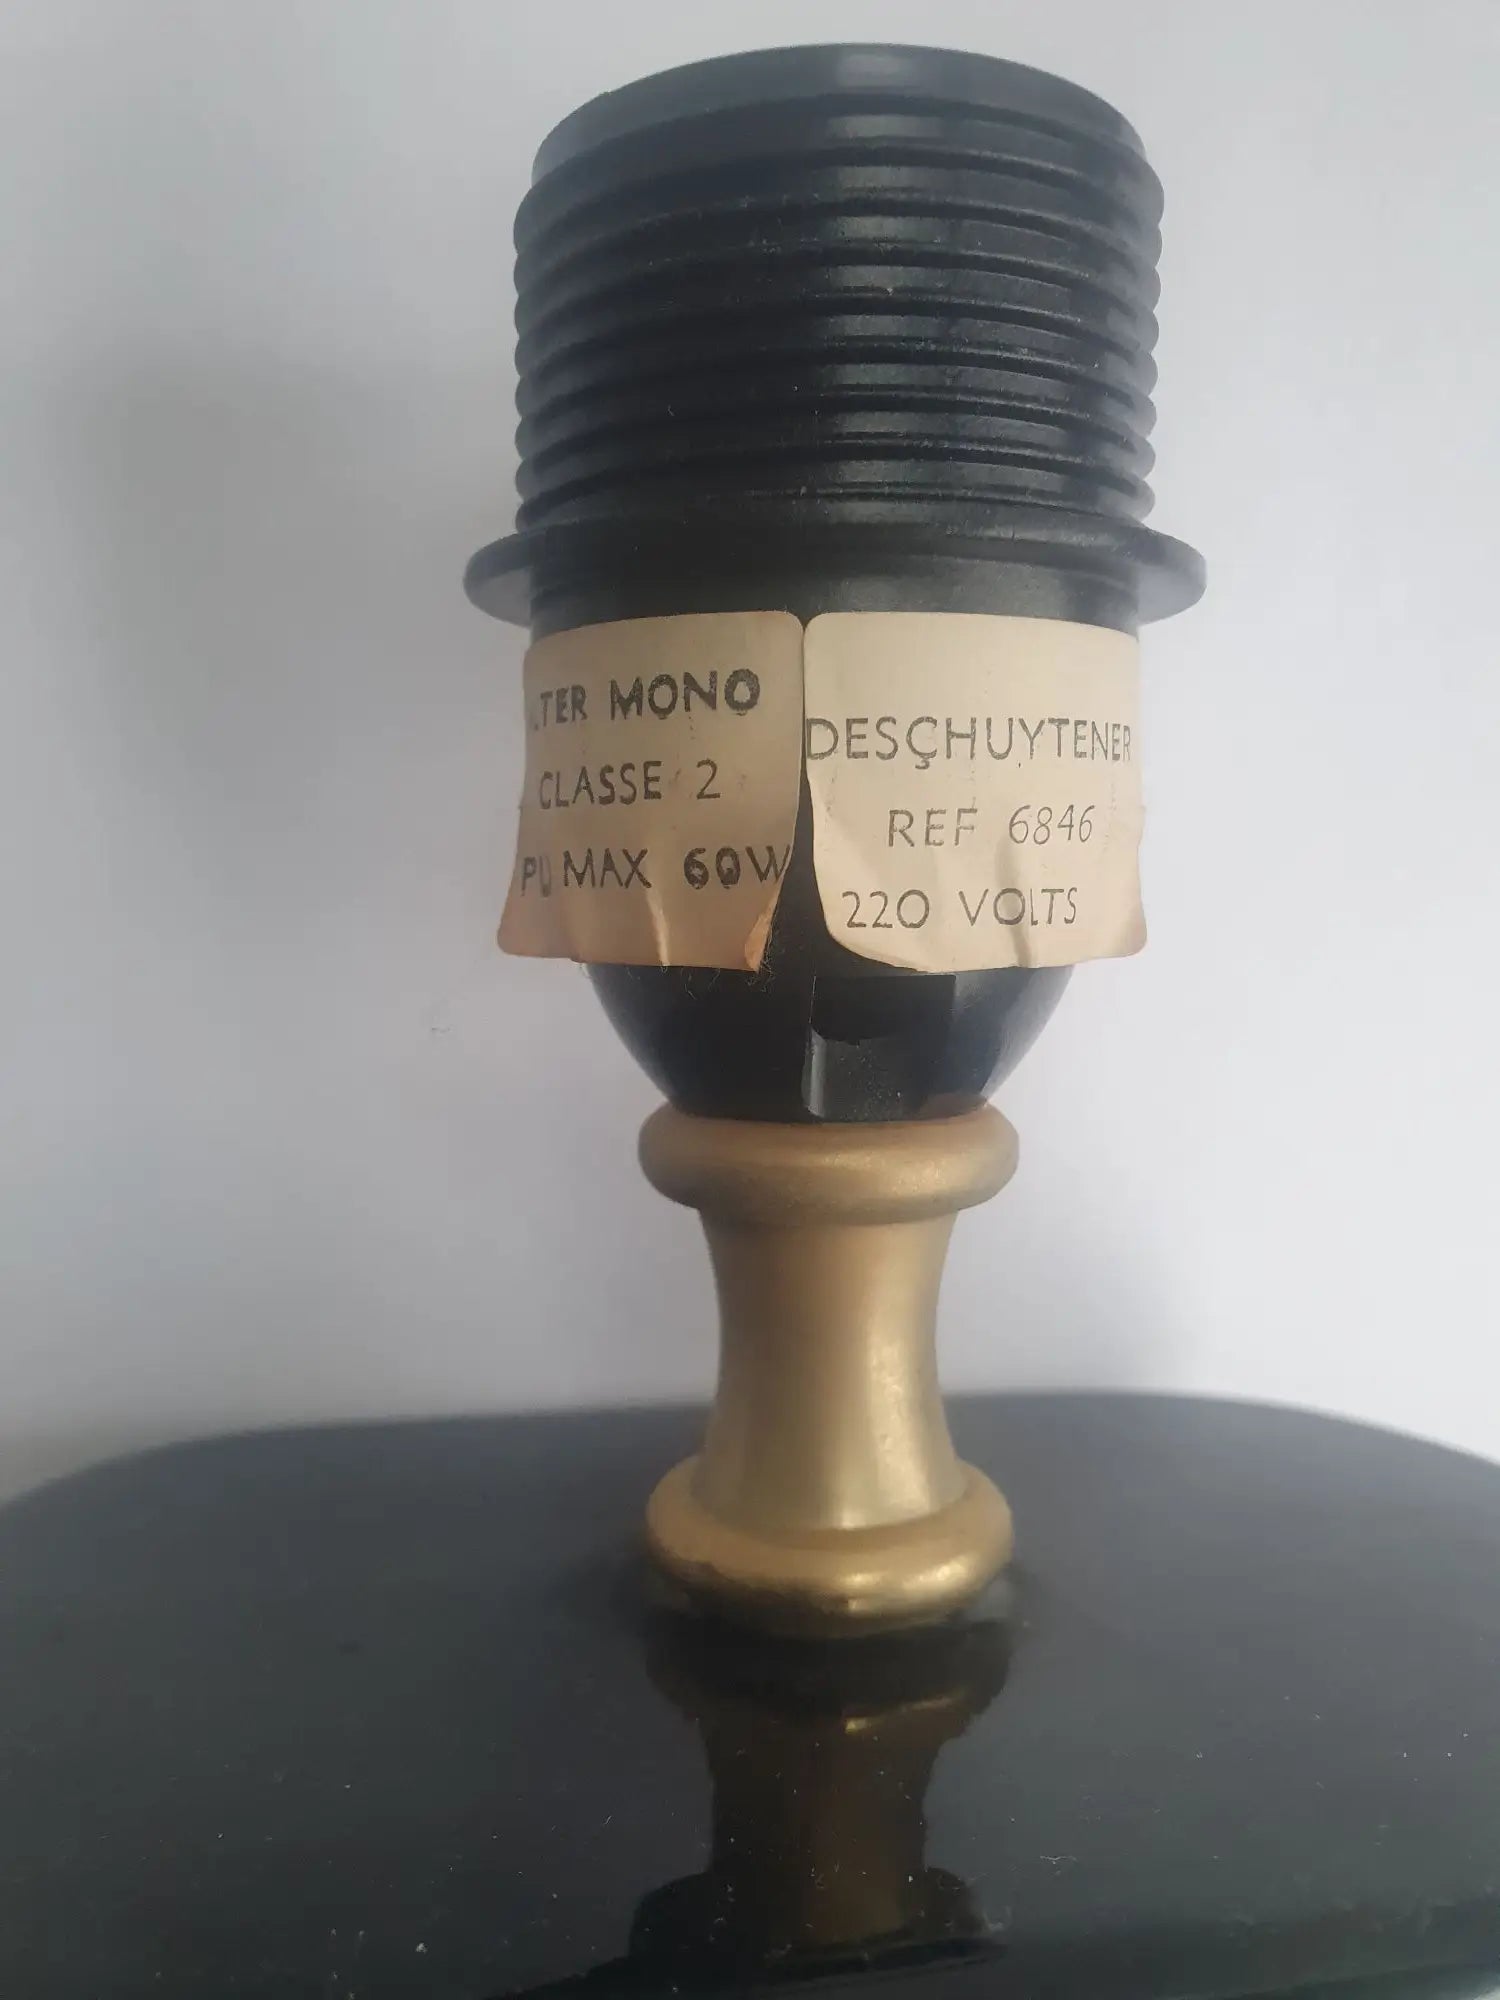 LTER MONO
CLASSE 2
PU MAX 60W
DESÇHUYTENER
REF 6846
220 VOLTS